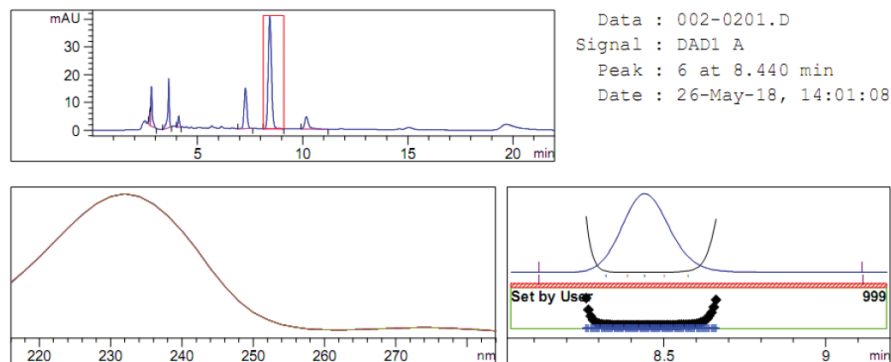 mAU
30
20
10
0
5
10
15
20
min
Data : 002-0201.D
Signal : DAD1 A
Peak : 6 at 8.440 min
Date : 26-May-18, 14:01:08
220
230
240
250
260
270
nm
Set by User
999
8.5
9
min